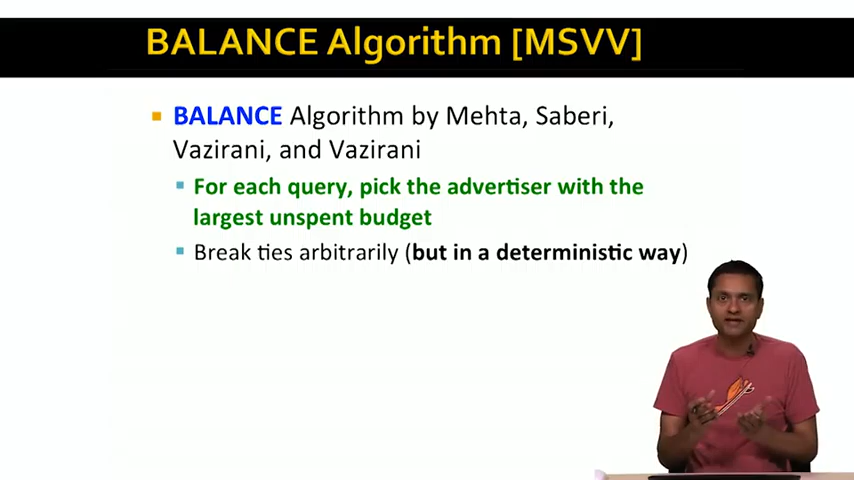 BALANCE Algorithm [MSVV]
BALANCE Algorithm by Mehta, Saberi,
Vazirani, and Vazirani
For each query, pick the advertiser with the
largest unspent budget
Break ties arbitrarily (but in a deterministic way)